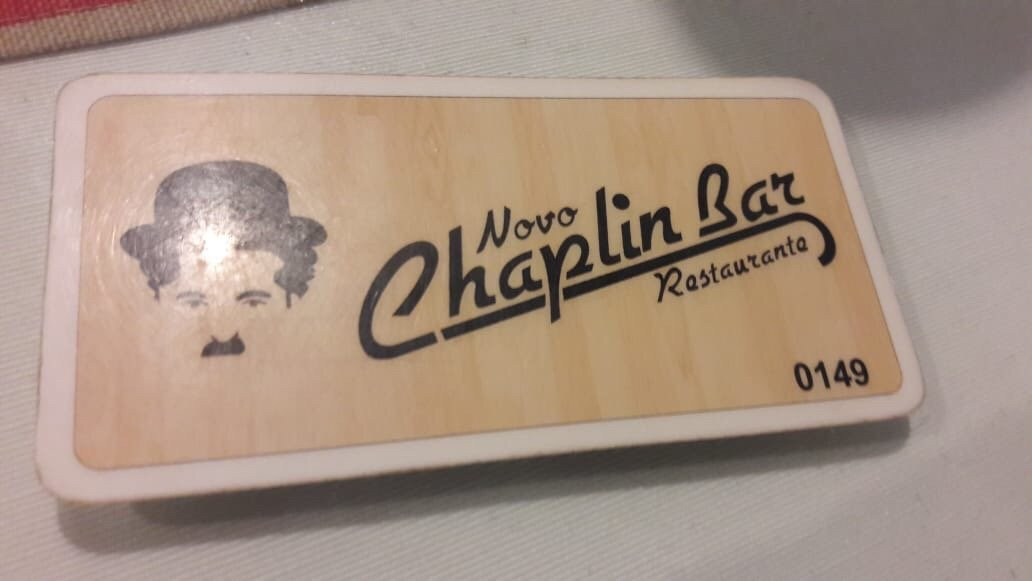 Novo
Chaplin Bar
Restaurante
0149